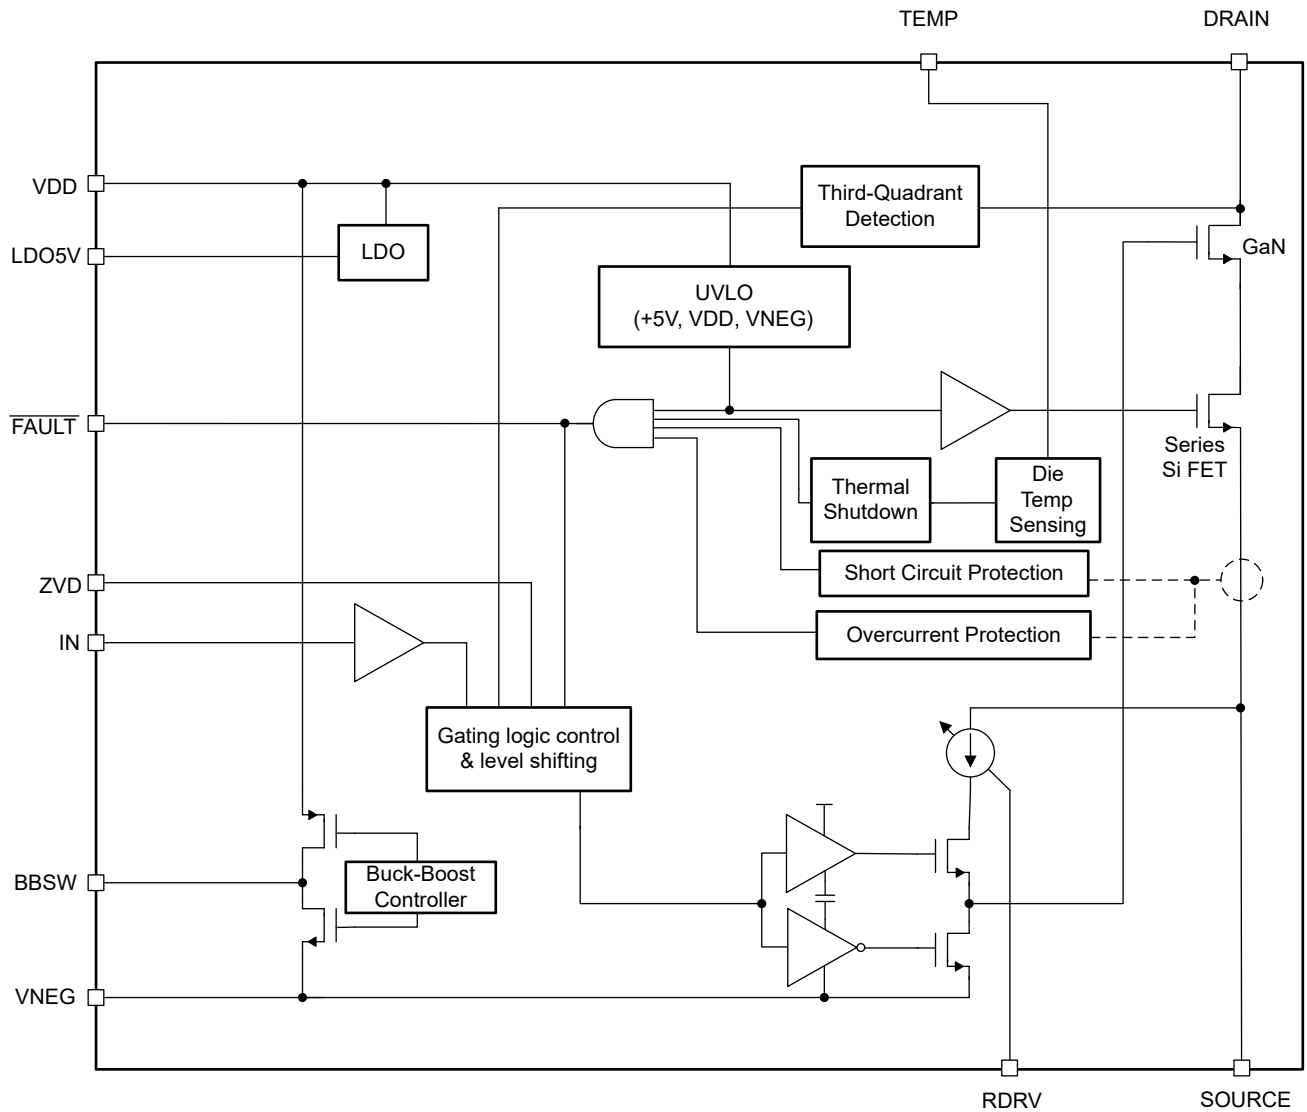 TEMP
DRAIN
VDD
Third-Quadrant
Detection
LDO5V
LDO
GaN
UVLO
(+5V, VDD, VNEG)
FAULT
Series
Si FET
Thermal
Shutdown
Die
Temp
Sensing
Short Circuit Protection
ZVD
IN
Overcurrent Protection
Gating logic control
& level shifting
BBSW
Buck-Boost
Controller
VNEG
RDRV
SOURCE